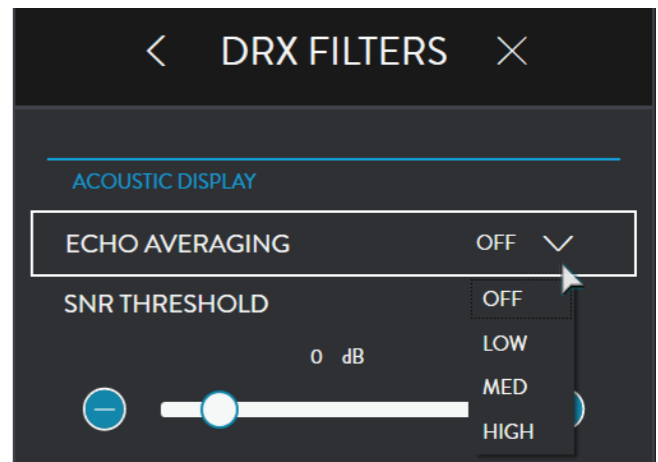 DRX FILTERS
ACOUSTIC DISPLAY
ECHO AVERAGING OFF
SNR THRESHOLD OFF
0 dB LOW
MED
HIGH